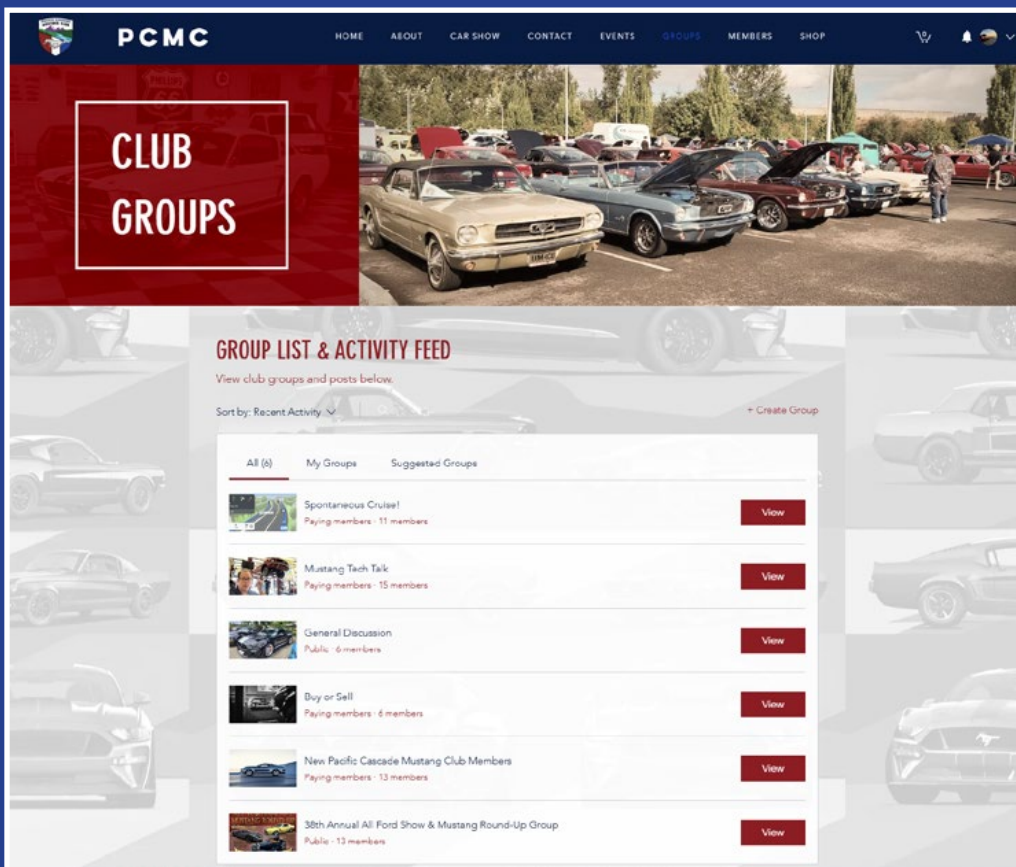 PCMC
HOME ABOUT CAR SHOW CONTACT EVENTS GROUPS MEMBERS SHOP
0
CLUB
GROUPS
GROUP LIST & ACTIVITY FEED
View club groups and posts below.
Sort by: Recent Activity
+ Create Group
All (6) My Groups Suggested Groups
Spontaneous Cruise!
Paying members · 11 members
View
Mustang Tech Talk
Paying members · 15 members
View
General Discussion
Public · 6 members
View
Buy or Sell
Paying members · 6 members
View
New Pacific Cascade Mustang Club Members
Paying members · 13 members
View
38th Annual All Ford Show & Mustang Round-Up Group
Public · 13 members
View